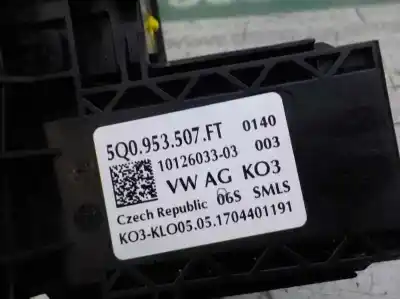 5Q0.953.507.FT 0140
10126033-03 003
VW AG KO3
Czech Republic 06S SMLS
KO3-KLO05.05.1704401191